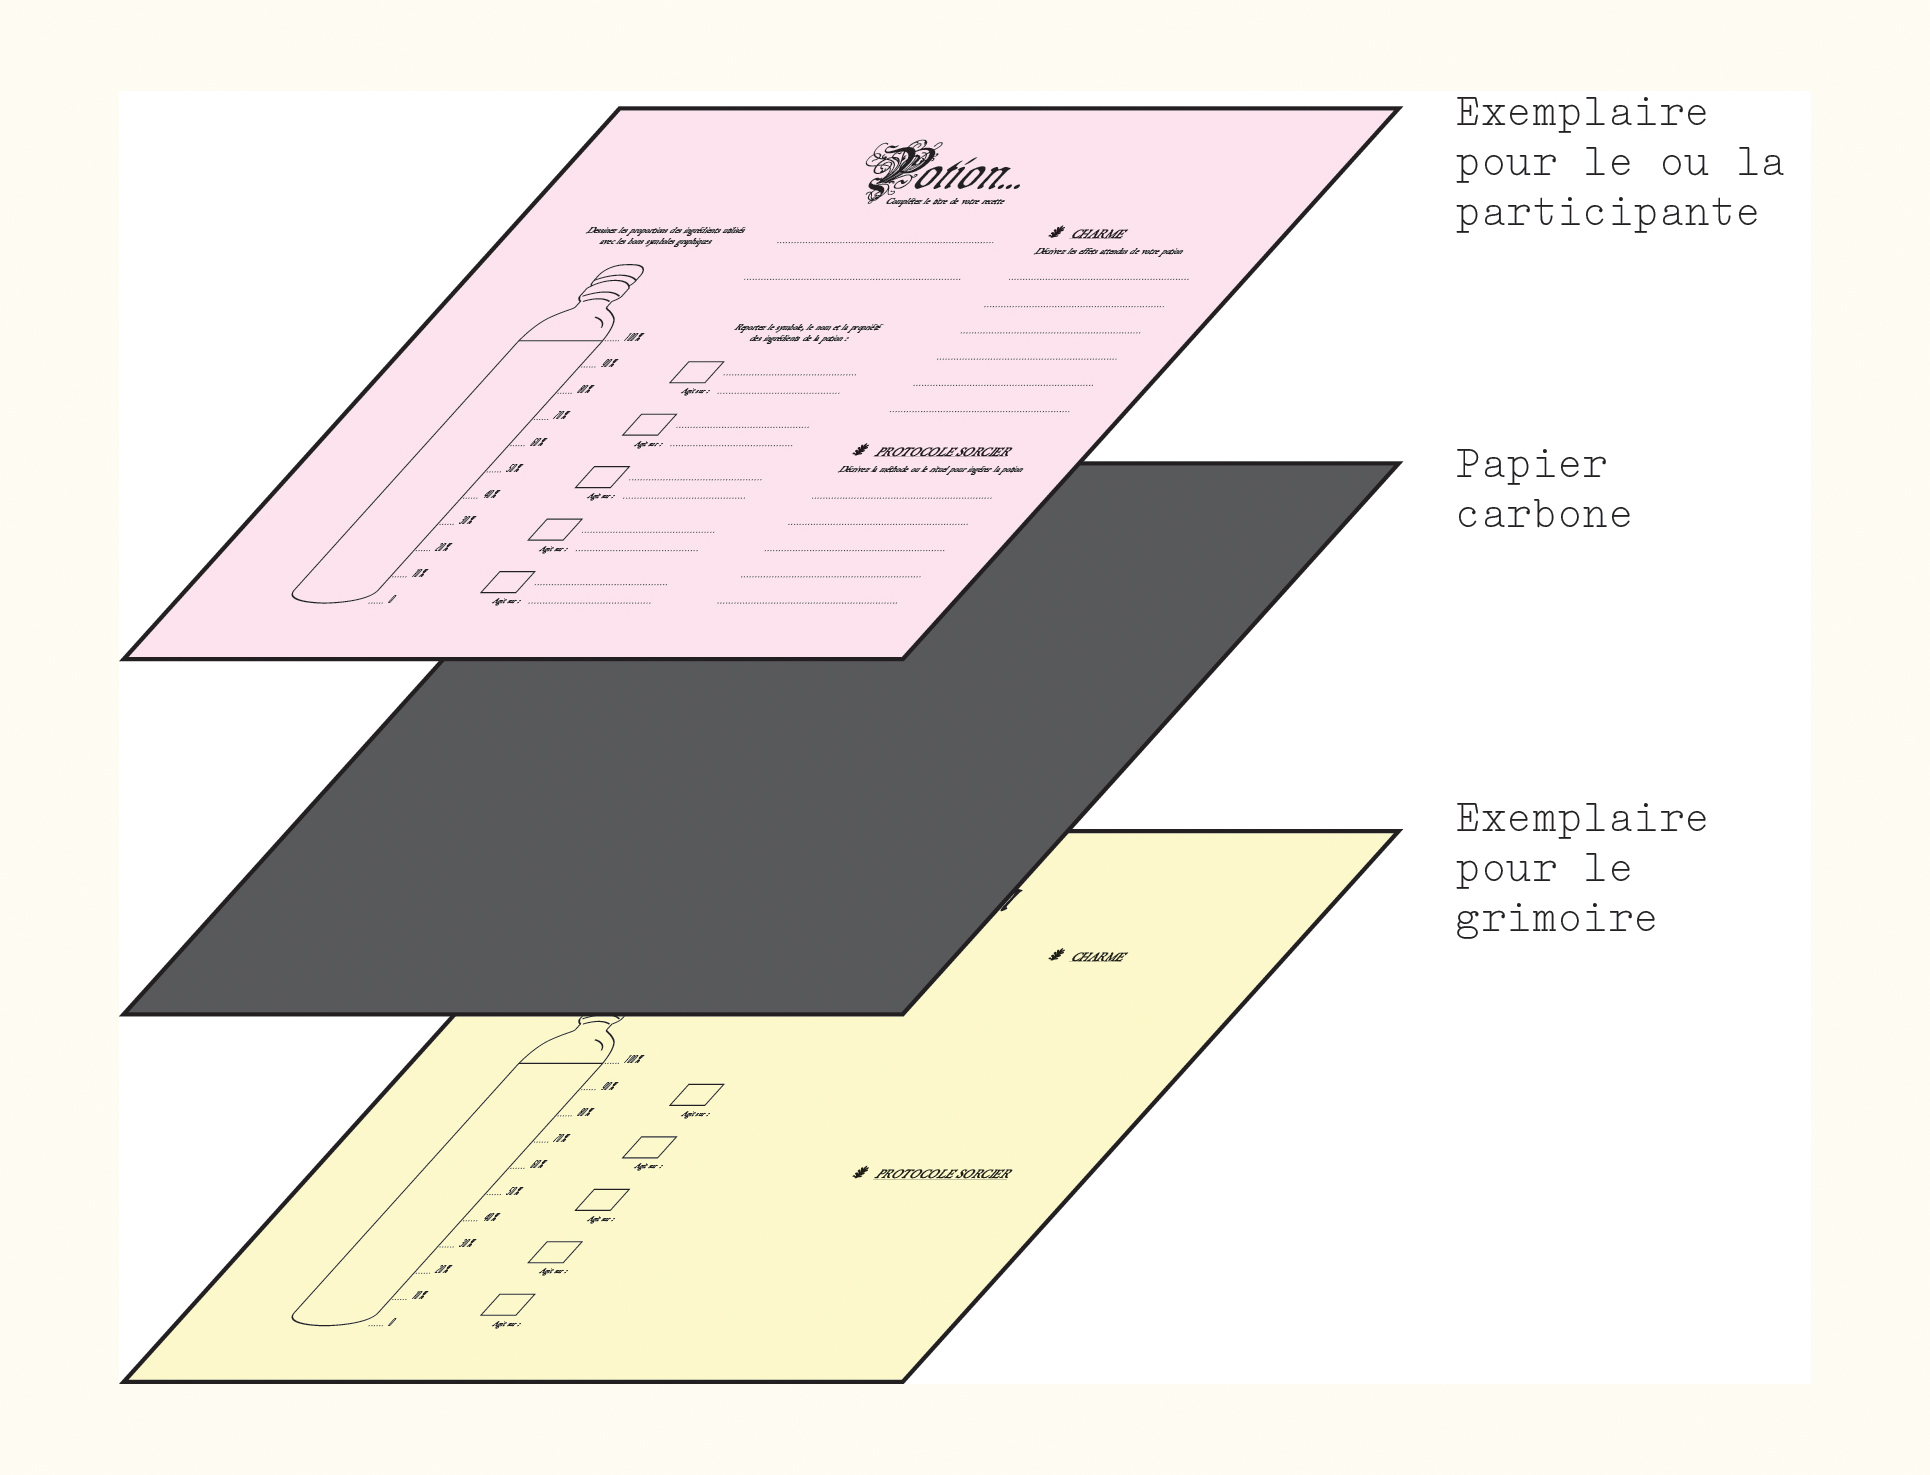 Exemplaire
pour le ou la
participante
Potion...
Complétez le titre de votre recette
Dessinez les proportions des ingrédients utilisés
avec les bons symboles graphiques
CHARME
Décrivez les effets attendus de votre potion
Reportez le symbole, le nom et la propriété
des ingrédients de la potion :
100%
90%
80%
70%
60%
50%
40%
30%
20%
10%
0
Agit sur :
Agit sur :
Agit sur :
Agit sur :
Agit sur :
PROTOCOLE SORCIER
Décrivez la méthode ou le rituel pour ingérer la potion
Papier
carbone
Exemplaire
pour le
grimoire
CHARME
100%
90%
80%
70%
60%
50%
40%
30%
20%
10%
0
Agit sur :
Agit sur :
Agit sur :
Agit sur :
Agit sur :
PROTOCOLE SORCIER